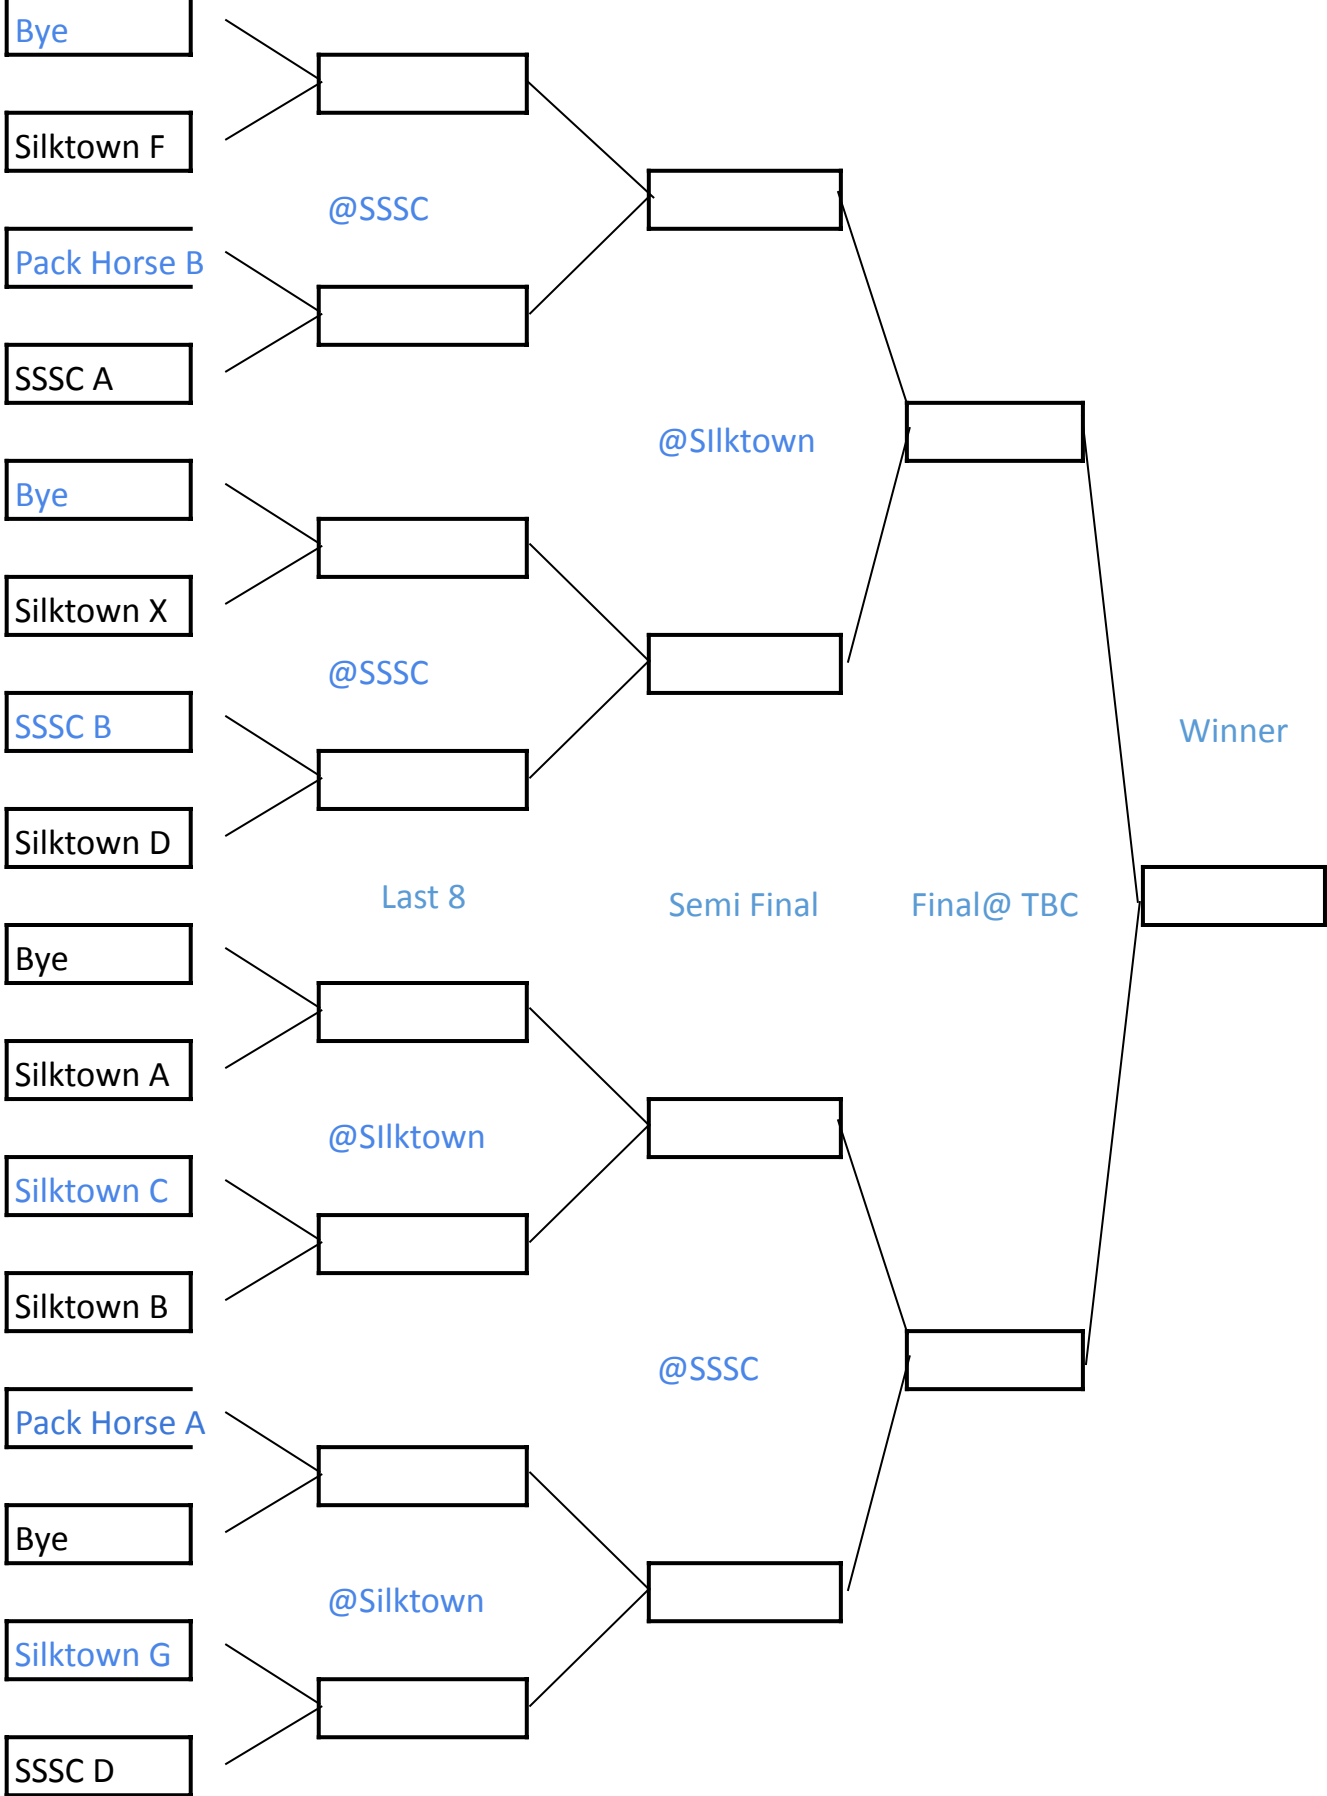 Bye
Silktown F
@SSSC
Pack Horse B
SSSC A
@SIlktown
Bye
Silktown X
@SSSC
SSSC B
Winner
Silktown D
Last 8
Semi Final
Final@ TBC
Bye
Silktown A
@SIlktown
Silktown C
Silktown B
@SSSC
Pack Horse A
Bye
@Silktown
Silktown G
SSSC D